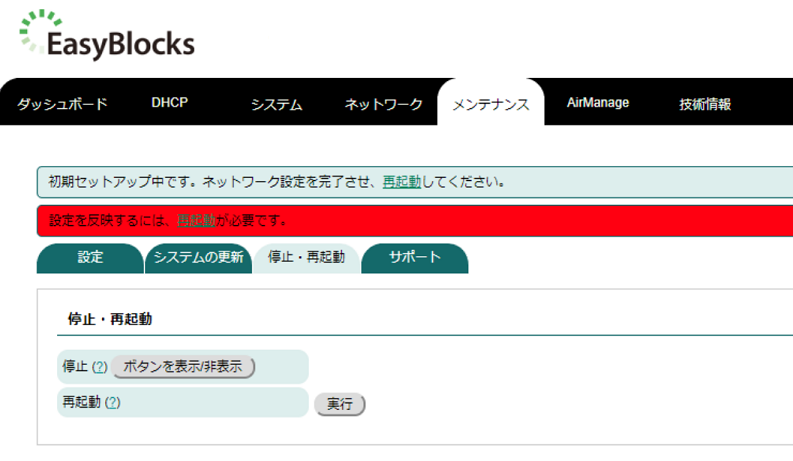 EasyBlocks
ダッシュボード DHCP システム ネットワーク メンテナンス AirManage 技術情報
初期セットアップ中です。ネットワーク設定を完了させ、再起動してください。
設定を反映するには、再起動が必要です。
設定 システムの更新 停止・再起動 サポート
停止・再起動
停止 (?) ボタンを表示/非表示
再起動 (?) 実行